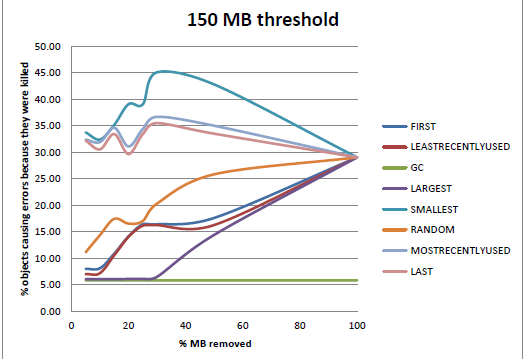 150 MB threshold
% objects causing errors because they were killed
50.00
45.00
40.00
35.00
30.00
25.00
20.00
15.00
10.00
5.00
0.00
0
20
40
60
80
100
% MB removed
FIRST
LEASTRECENTLYUSED
GC
LARGEST
SMALLEST
RANDOM
MOSTRECENTLYUSED
LAST